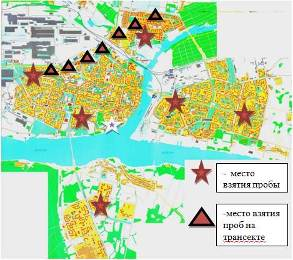 - место
взятия пробы
-место взятия
проб на
трансекте